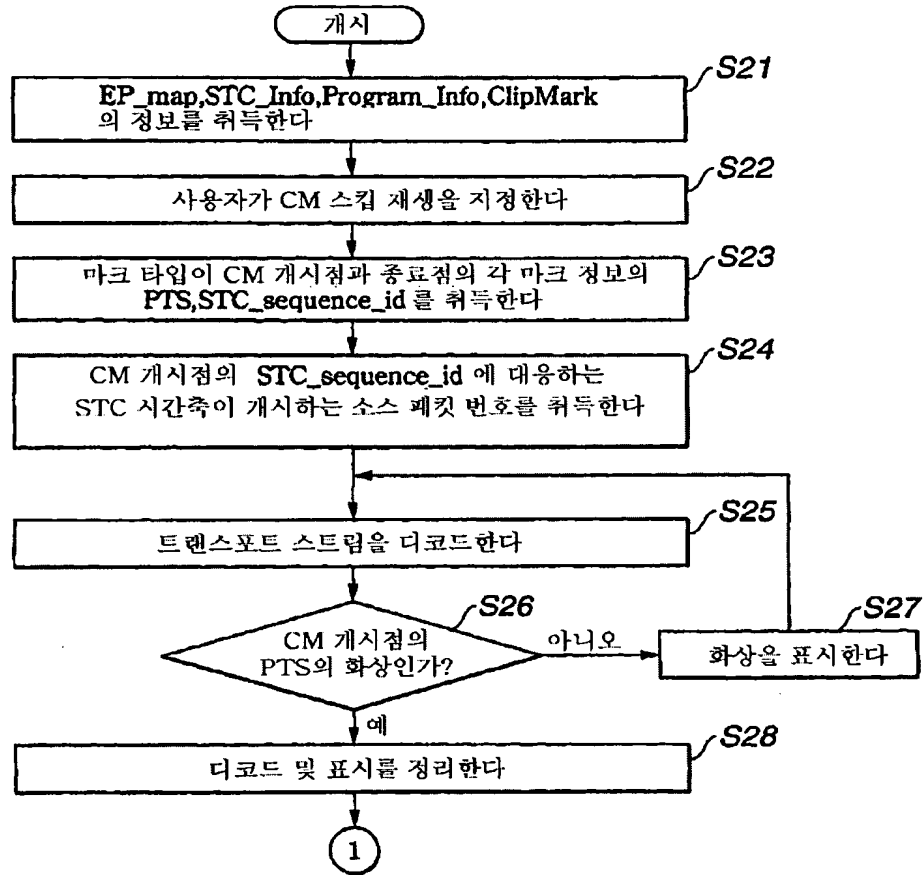 개시
S21
EP_map,STC_Info,Program_Info,ClipMark
의 정보를 취득한다
S22
사용자가 CM 스킵 재생을 지정한다
S23
마크 타입이 CM 개시점과 종료점의 각 마크 정보의
PTS,STC_sequence_id 를 취득한다
S24
CM 개시점의 STC_sequence_id 에 대응하는
STC 시간축이 개시하는 소스 패킷 번호를 취득한다
S25
트랜스포트 스트림을 디코드한다
S26
CM 개시점의
PTS의 화상인가?
아니오
S27
화상을 표시한다
예
S28
디코드 및 표시를 정리한다
1